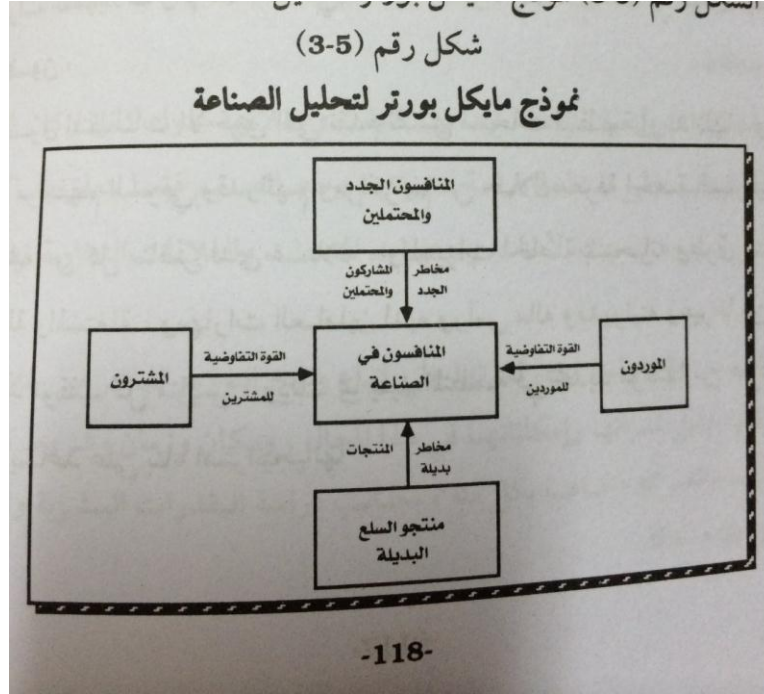 شكل رقم (3-5)
نموذج مايكل بورتر لتحليل الصناعة
المنافسون الجدد
والمحتملين
مخاطر المشاركون
الجدد والمحتملين
الموردون
القوة التفاوضية
للموردين
المنافسون في
الصناعة
القوة التفاوضية
للمشترين
المشترون
مخاطر المنتجات
بديلة
منتجو السلع
البديلة
-118-